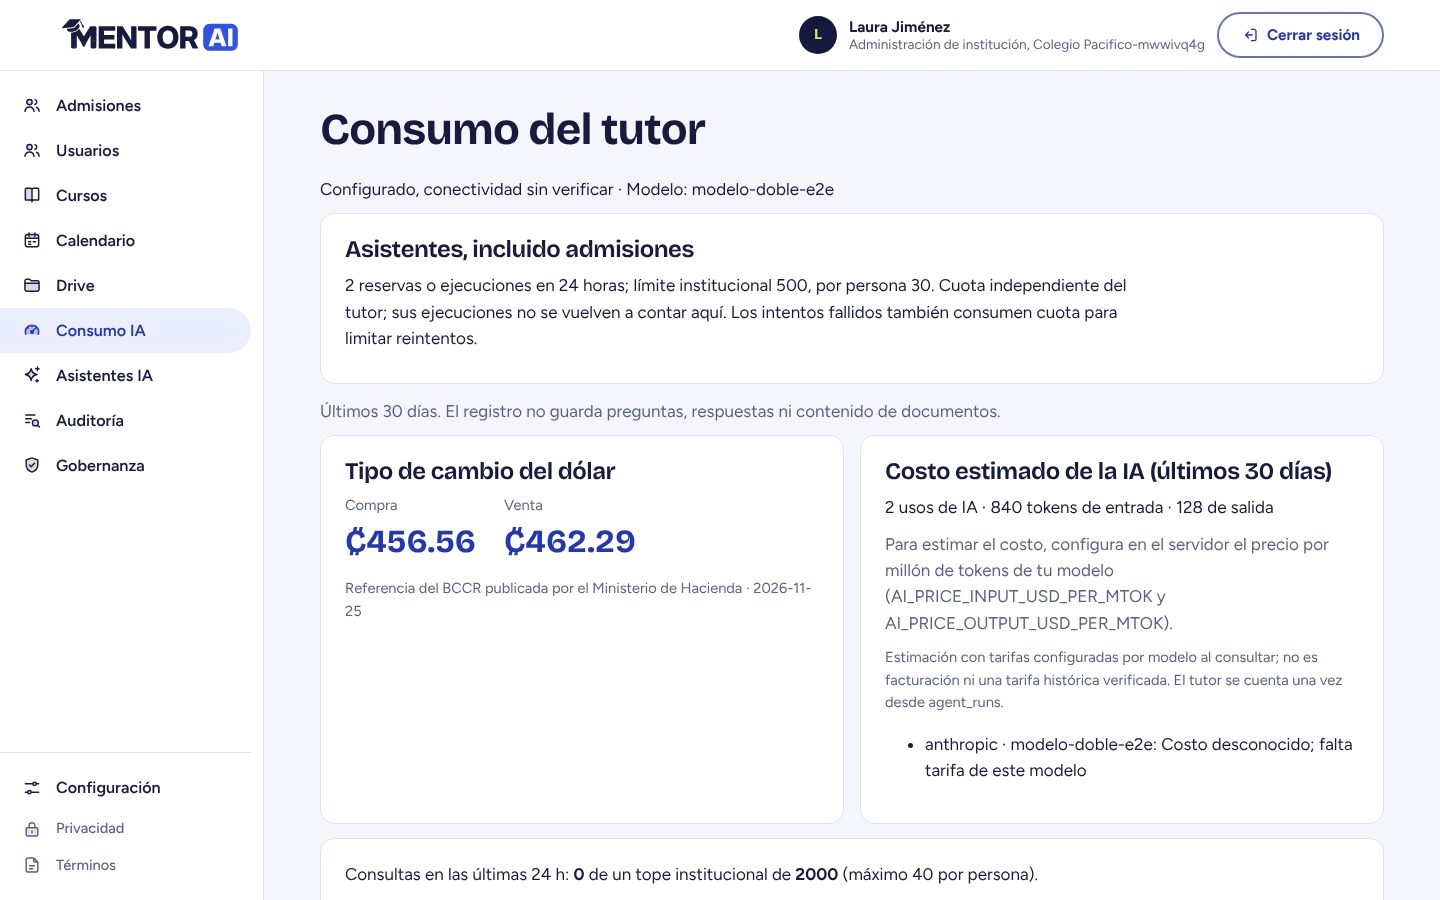 MENTOR AI
L
Laura Jiménez
Administración de institución, Colegio Pacifico-mwwivq4g
Cerrar sesión
Admisiones
Usuarios
Cursos
Calendario
Drive
Consumo IA
Asistentes IA
Auditoría
Gobernanza
Configuración
Privacidad
Términos
Consumo del tutor
Configurado, conectividad sin verificar · Modelo: modelo-doble-e2e
Asistentes, incluido admisiones
2 reservas o ejecuciones en 24 horas; límite institucional 500, por persona 30. Cuota independiente del
tutor; sus ejecuciones no se vuelven a contar aquí. Los intentos fallidos también consumen cuota para
limitar reintentos.
Últimos 30 días. El registro no guarda preguntas, respuestas ni contenido de documentos.
Tipo de cambio del dólar
Compra
Venta
₡456.56
₡462.29
Referencia del BCCR publicada por el Ministerio de Hacienda · 2026-11-
25
Costo estimado de la IA (últimos 30 días)
2 usos de IA · 840 tokens de entrada · 128 de salida
Para estimar el costo, configura en el servidor el precio por
millón de tokens de tu modelo
(AI_PRICE_INPUT_USD_PER_MTOK y
AI_PRICE_OUTPUT_USD_PER_MTOK).
Estimación con tarifas configuradas por modelo al consultar; no es
facturación ni una tarifa histórica verificada. El tutor se cuenta una vez
desde agent_runs.
• anthropic · modelo-doble-e2e: Costo desconocido; falta
tarifa de este modelo
Consultas en las últimas 24 h: 0 de un tope institucional de 2000 (máximo 40 por persona).